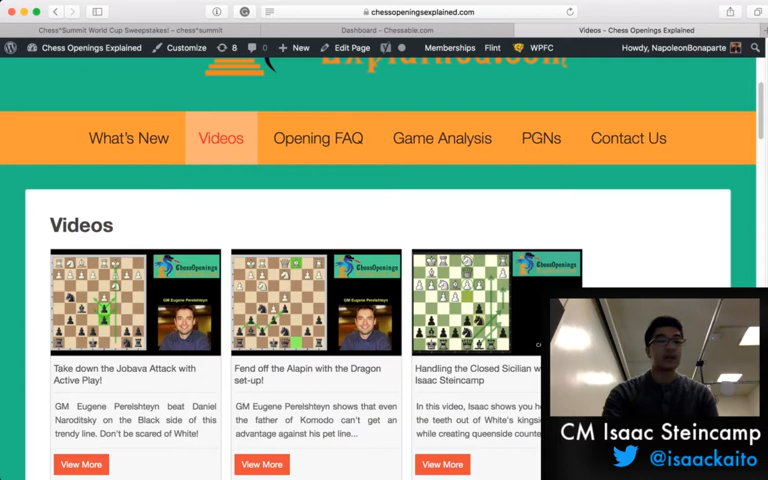 chessopeningsexplained.com
Chess^Summit World Cup Sweepstakes! – chess^summit
Dashboard - Chessable.com
Videos - Chess Openings Explained
Chess Openings Explained
Customize
8
0
New
Edit Page
Memberships
Flint
WPFC
Howdy, NapoleonBonaparte
Explained.com
What's New
Videos
Opening FAQ
Game Analysis
PGNs
Contact Us
Videos
ChessOpenings
GM Eugene Perelshteyn
ChessOpenings
GM Eugene Perelshteyn
ChessOpenings
Take down the Jobava Attack with
Active Play!
GM Eugene Perelshteyn beat Daniel
Naroditsky on the Black side of this
trendy line. Don't be scared of White!
View More
Fend off the Alapin with the Dragon
set-up!
GM Eugene Perelshteyn shows that even
the father of Komodo can't get an
advantage against his pet line...
View More
Handling the Closed Sicilian w
Isaac Steincamp
In this video, Isaac shows you h
the teeth out of White's kingsi
while creating queenside counte
View More
CM Isaac Steincamp
@isaackaito